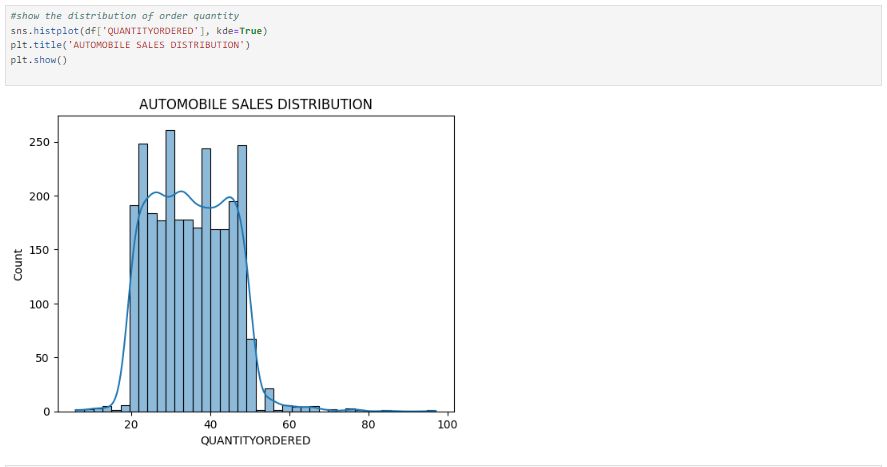 #show the distribution of order quantity
sns.histplot(df['QUANTITYORDERED'], kde=True)
plt.title('AUTOMOBILE SALES DISTRIBUTION')
plt.show()
AUTOMOBILE SALES DISTRIBUTION
250
200
150
100
50
0
Count
20 40 60 80 100
QUANTITYORDERED